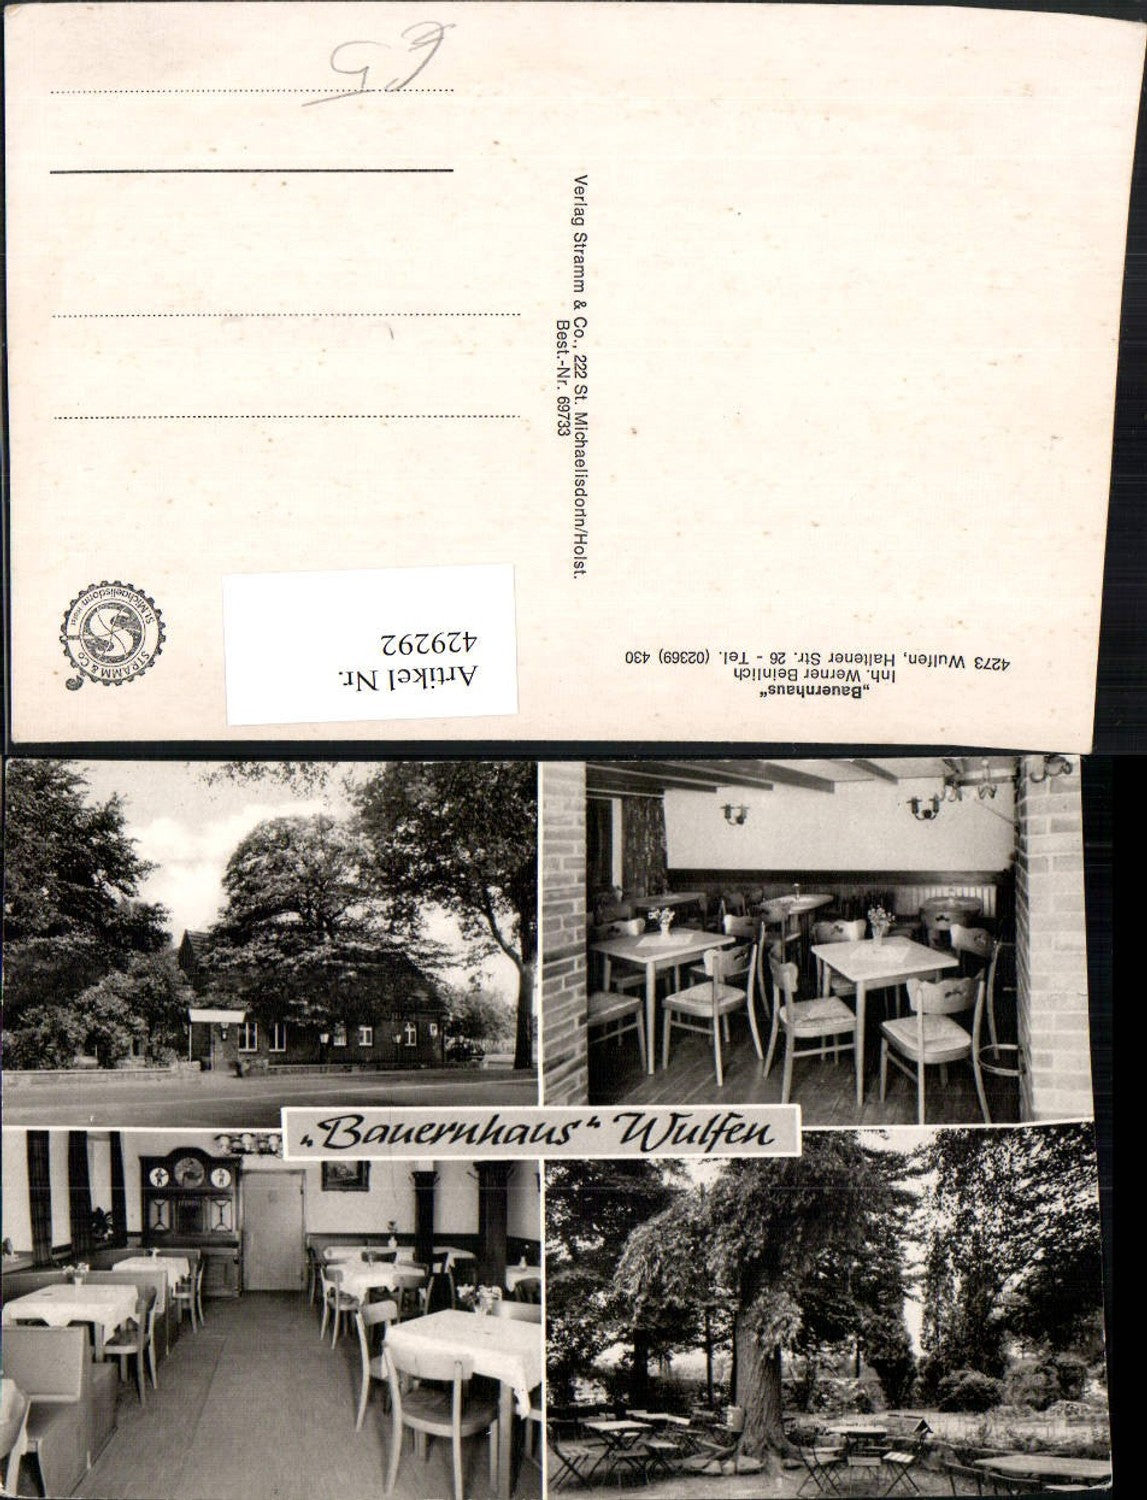 „Bauernhaus"
Inh. Werner Beinlich
4273 Wulfen, Haltener Str. 26 - Tel. (02369) 430
Verlag Stramm & Co., 222 St. Michaelisdonn/Holst.
Best.-Nr. 69733
Artikel Nr.
429292
STRAMM & CO
St. Michaelisdonn Holst
„Bauernhaus" Wulfen